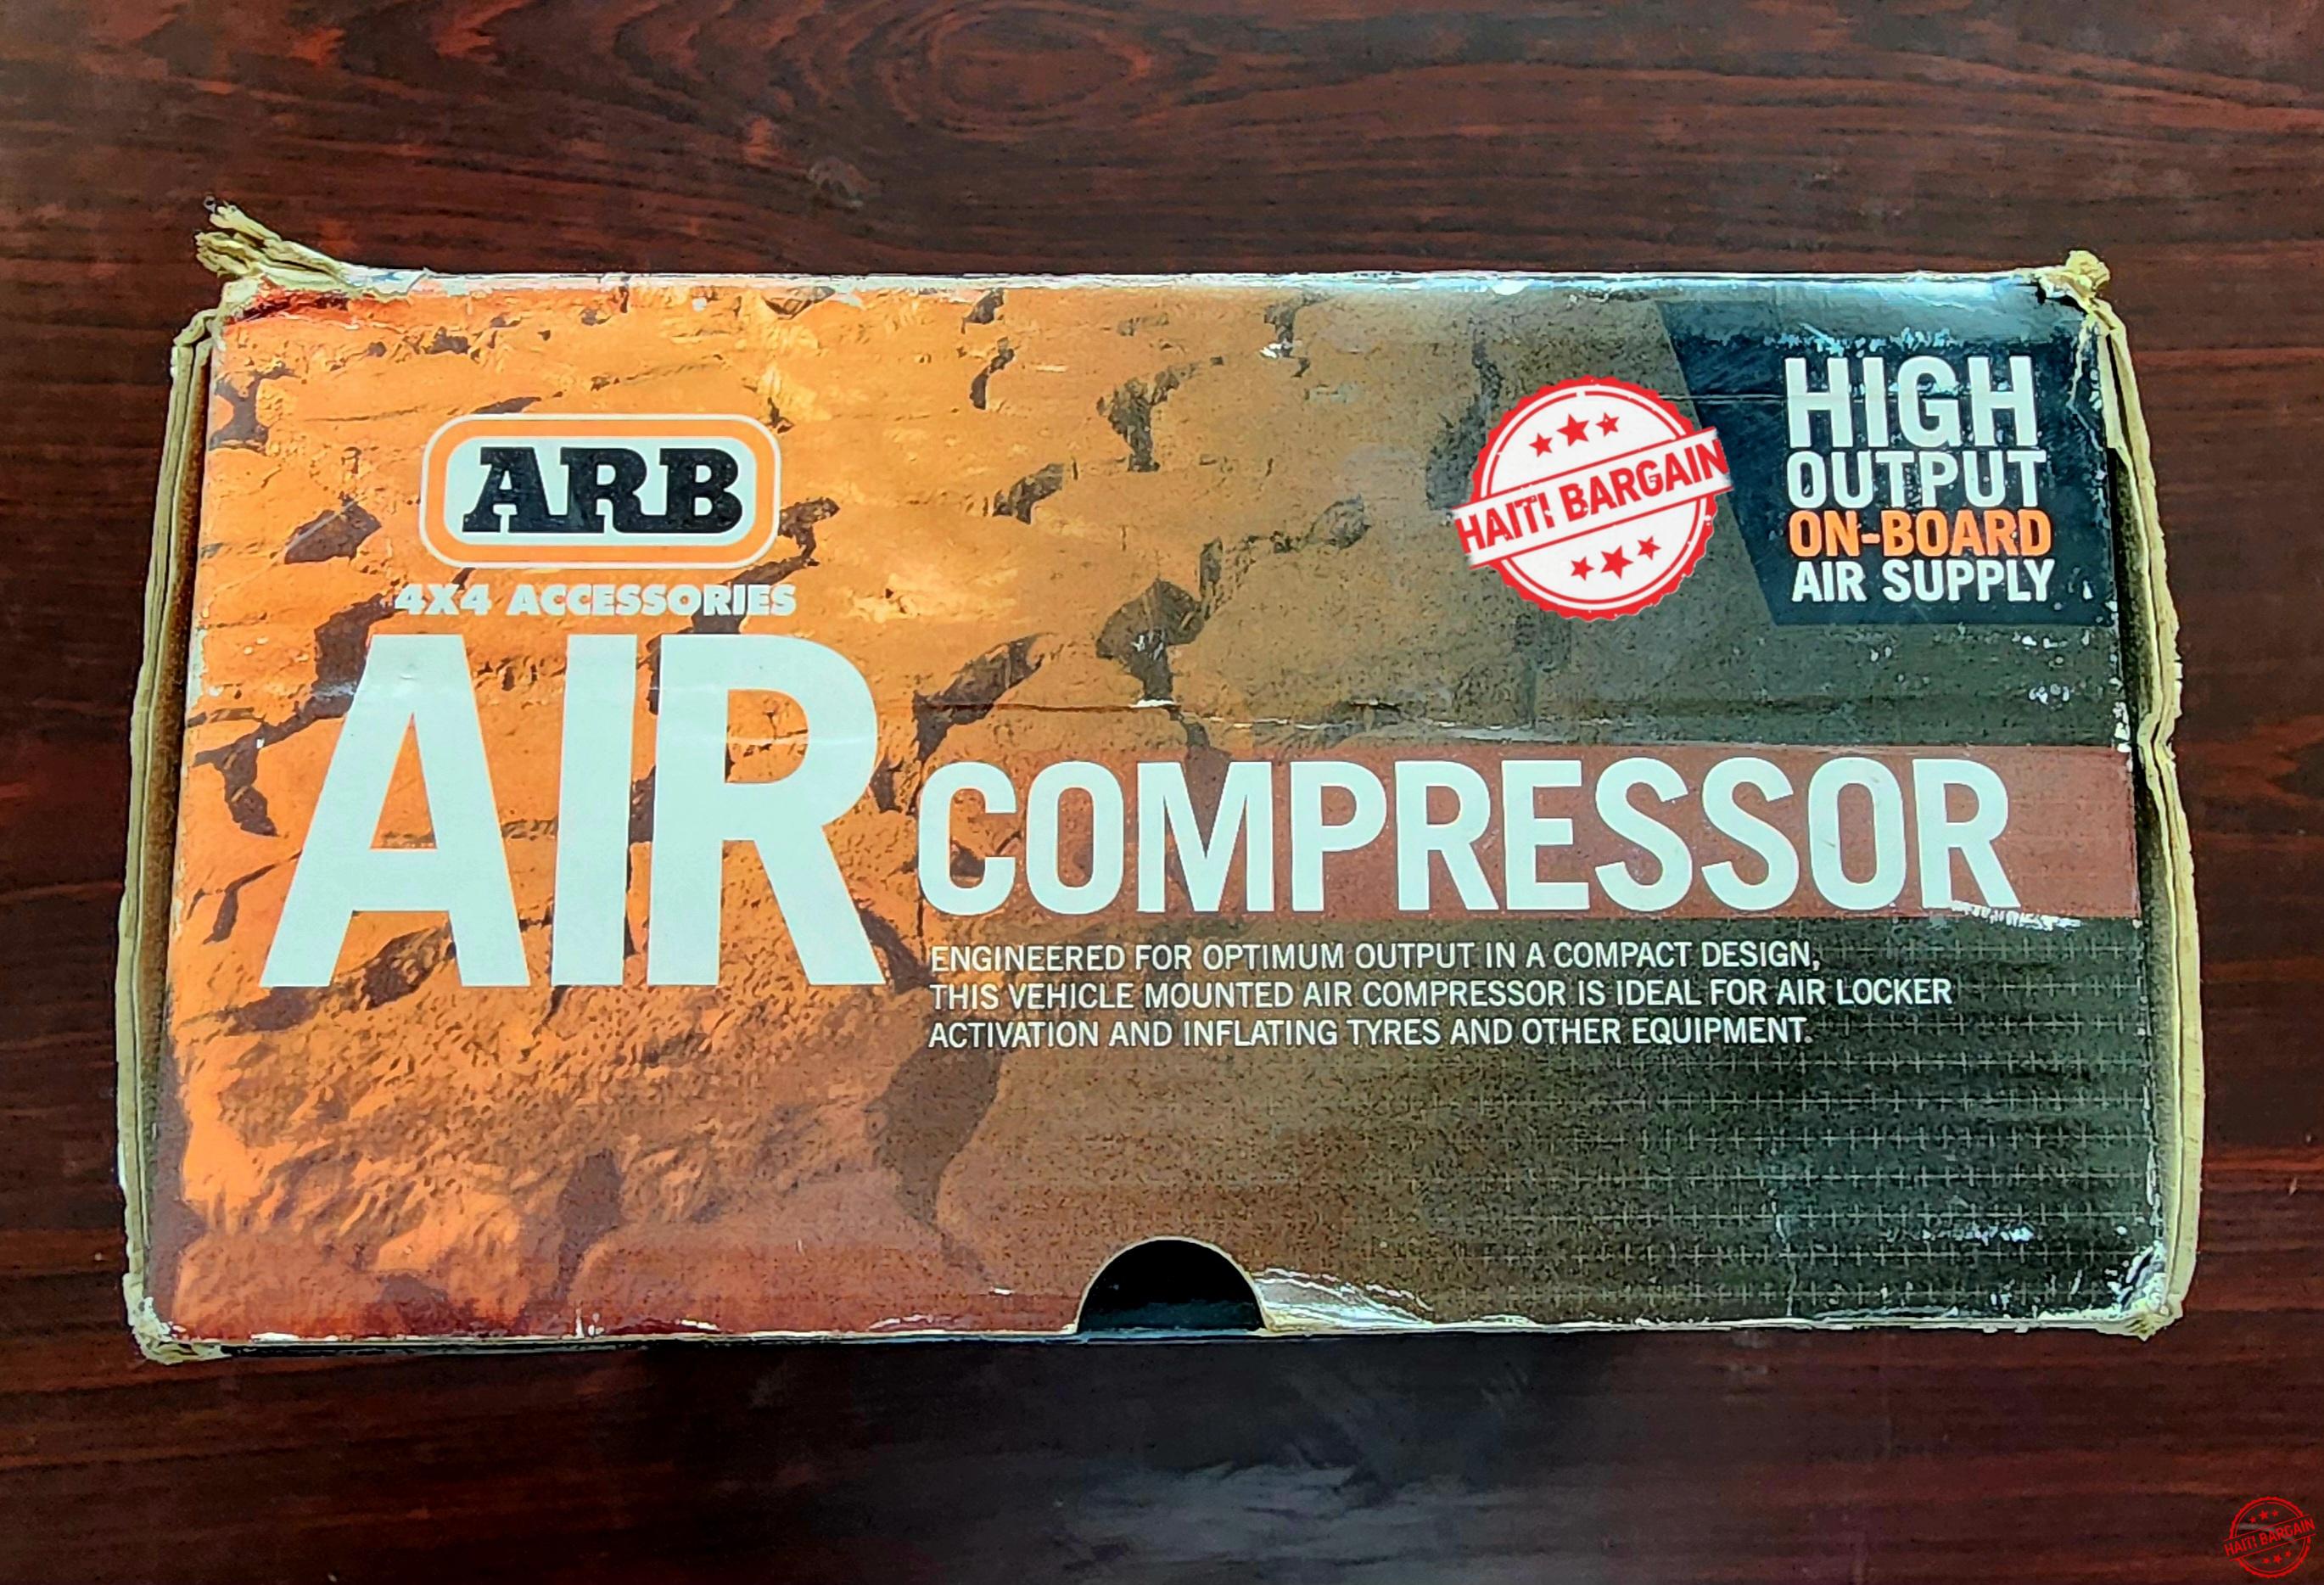 ARB
4X4 ACCESSORIES
HIGH
OUTPUT
ON-BOARD
AIR SUPPLY
HAITI BARGAIN
AIR COMPRESSOR
ENGINEERED FOR OPTIMUM OUTPUT IN A COMPACT DESIGN,
THIS VEHICLE MOUNTED AIR COMPRESSOR IS IDEAL FOR AIR LOCKER
ACTIVATION AND INFLATING TYRES AND OTHER EQUIPMENT.
HAITI BARGAIN